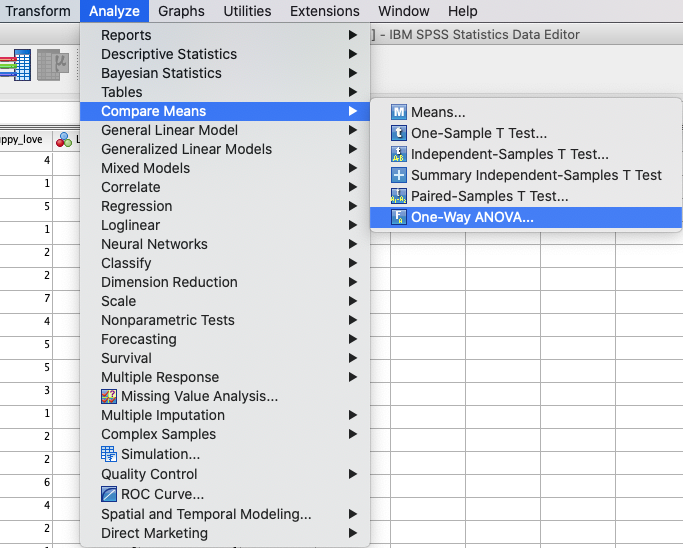 Transform Analyze Graphs Utilities Extensions Window Help
] - IBM SPSS Statistics Data Editor
Reports
Descriptive Statistics
Bayesian Statistics
Tables
Compare Means
General Linear Model
Generalized Linear Models
Mixed Models
Correlate
Regression
Loglinear
Neural Networks
Classify
Dimension Reduction
Scale
Nonparametric Tests
Forecasting
Survival
Multiple Response
Missing Value Analysis...
Multiple Imputation
Complex Samples
Simulation...
Quality Control
ROC Curve...
Spatial and Temporal Modeling...
Direct Marketing
Means...
One-Sample T Test...
Independent-Samples T Test...
Summary Independent-Samples T Test
Paired-Samples T Test...
One-Way ANOVA...
uppy_love
4
1
5
1
2
2
7
4
5
5
3
1
2
2
6
4
2